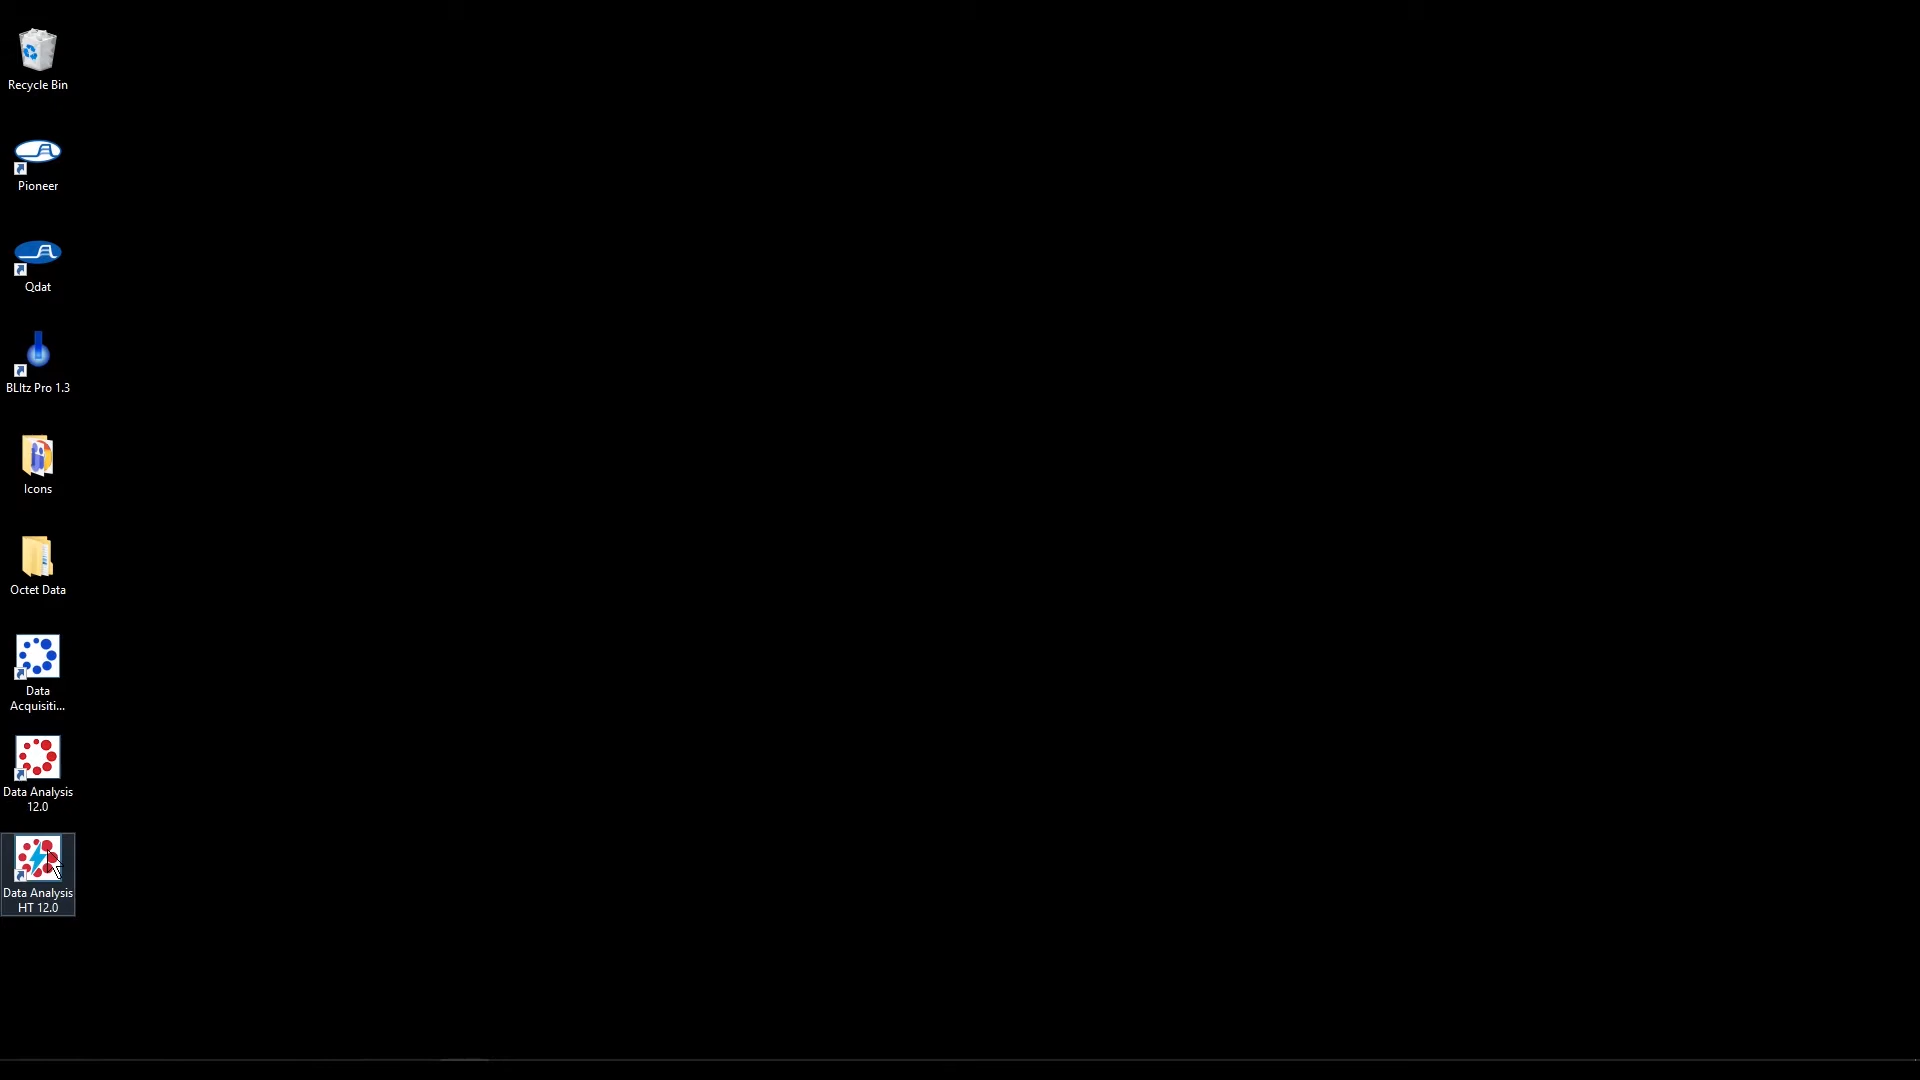 Recycle Bin
Pioneer
Qdat
BLItz Pro 1.3
Icons
Octet Data
Data
Acquisiti...
Data Analysis
12.0
Data Analysis
HT 12.0